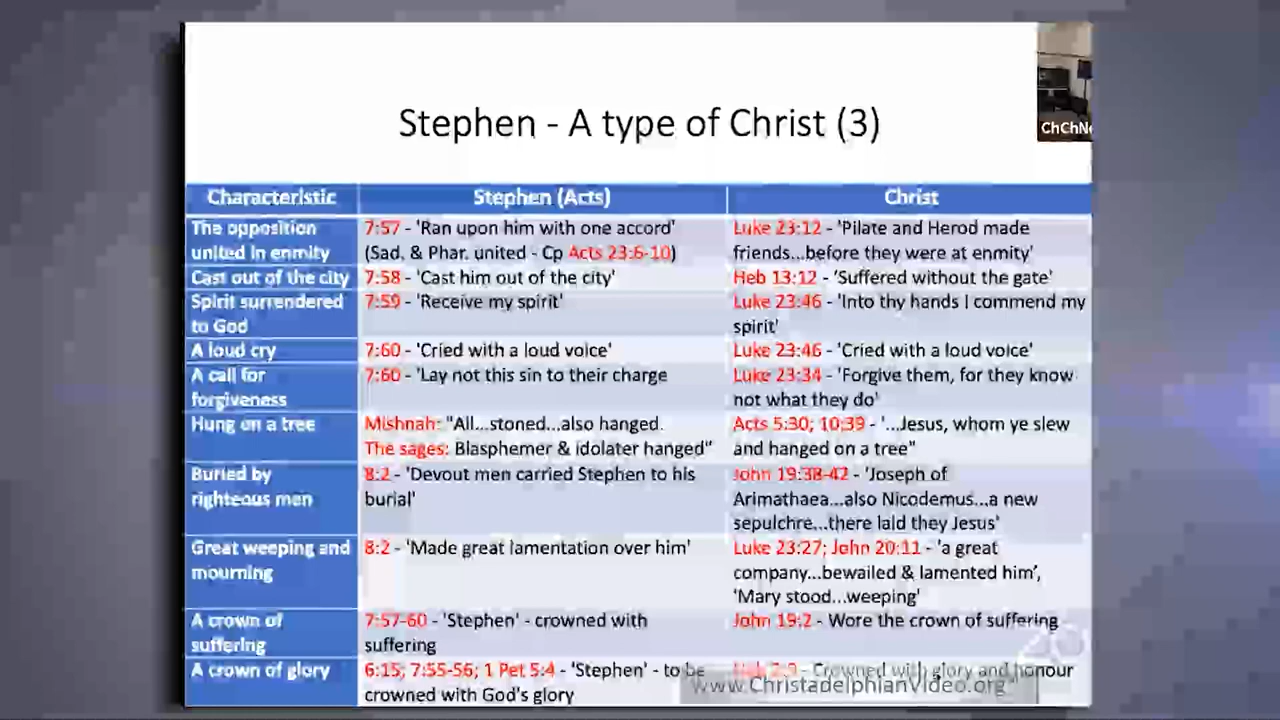 ChChN
Stephen - A type of Christ (3)
Characteristic Stephen (Acts) Christ
The opposition 7:57 - 'Ran upon him with one accord' Luke 23:12 - 'Pilate and Herod made
united in enmity (Sad. & Phar. united - Cp Acts 23:6-10) friends...before they were at enmity'
Cast out of the city 7:58 - 'Cast him out of the city' Heb 13:12 - 'Suffered without the gate'
Spirit surrendered 7:59 - 'Receive my spirit' Luke 23:46 - 'Into thy hands I commend my
to God spirit'
A loud cry 7:60 - 'Cried with a loud voice' Luke 23:46 - 'Cried with a loud voice'
A call for 7:60 - 'Lay not this sin to their charge Luke 23:34 - 'Forgive them, for they know
forgiveness not what they do'
Hung on a tree Mishnah: "All...stoned...also hanged. Acts 5:30; 10:39 - '...Jesus, whom ye slew
The sages: Blasphemer & idolater hanged" and hanged on a tree"
Buried by 8:2 - 'Devout men carried Stephen to his John 19:38-42 - 'Joseph of
righteous men burial' Arimathaea...also Nicodemus...a new
sepulchre...there laid they Jesus'
Great weeping and 8:2 - 'Made great lamentation over him' Luke 23:27; John 20:11 - 'a great
mourning company...bewailed & lamented him',
'Mary stood...weeping'
A crown of 7:57-60 - 'Stephen' - crowned with John 19:2 - Wore the crown of suffering
suffering suffering
A crown of glory 6:15; 7:55-56; 1 Pet 5:4 - 'Stephen' - to be Heb 2:9 - Crowned with glory and honour
crowned with God's glory
www.ChristadelphianVideo.org